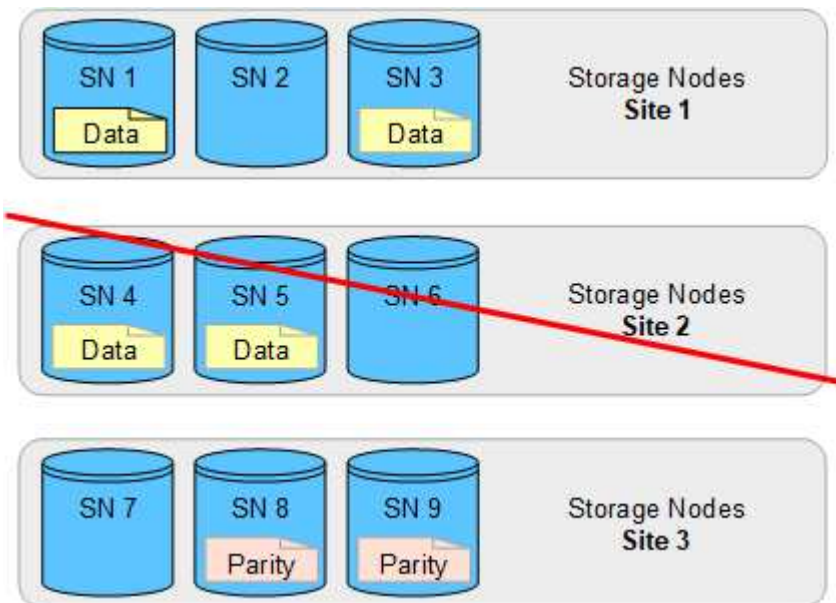 SN 1
SN 2
SN 3
Data
Data
Storage Nodes
Site 1
SN 4
SN 5
SN 6
Data
Data
Storage Nodes
Site 2
SN 7
SN 8
SN 9
Parity
Parity
Storage Nodes
Site 3